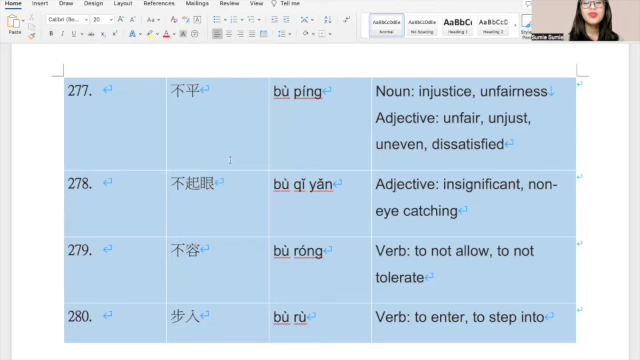 Home Insert Draw Design Layout References Mailings Review View Tell me
Paste
Calibri (Bo... 20
AaBbCcDdEe AaBbCcDdEe AaBbCc AaBbCcD
Normal No Spacing Heading 1 Heading 2
Sumie Sumie
277. 不平 bù píng Noun: injustice, unfairness
Adjective: unfair, unjust,
uneven, dissatisfied
278. 不起眼 bù qǐ yǎn Adjective: insignificant, non-
eye catching
279. 不容 bù róng Verb: to not allow, to not
tolerate
280. 步入 bù rù Verb: to enter, to step into